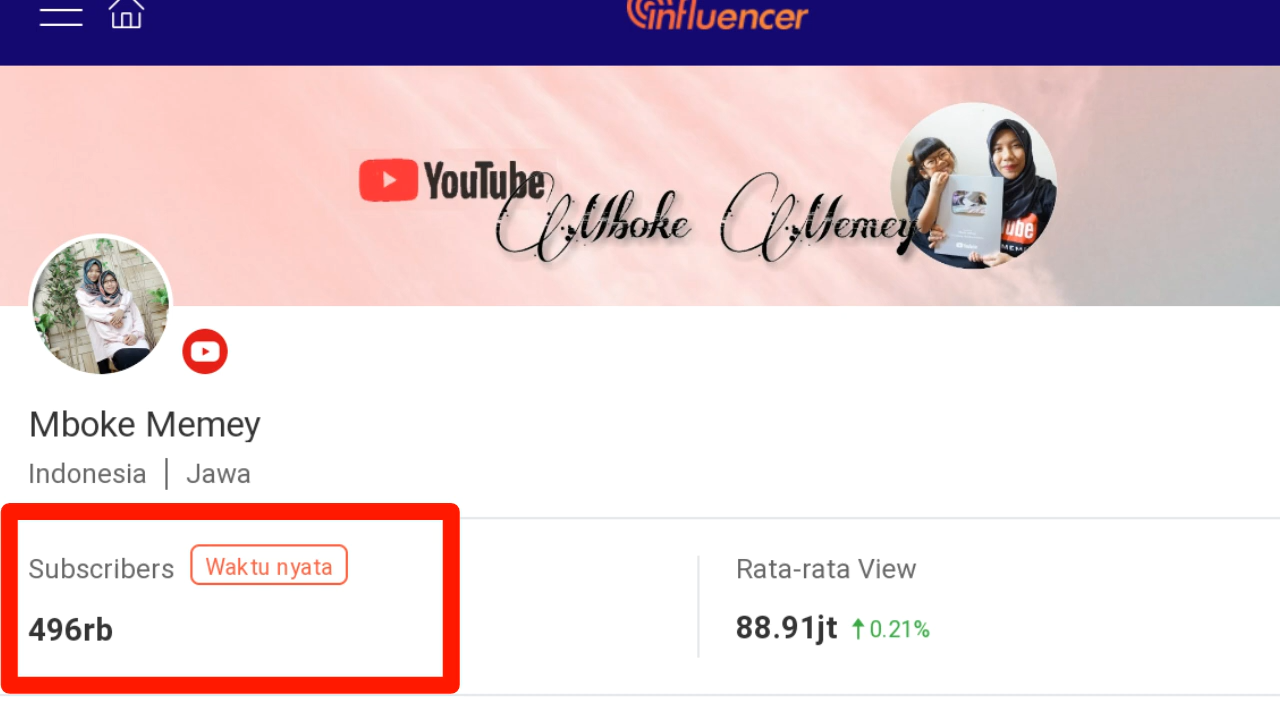 influencer
YouTube
Mboke Memey
Mboke Memey
Indonesia | Jawa
Subscribers Waktu nyata
496rb
Rata-rata View
88.91jt ↑0.21%